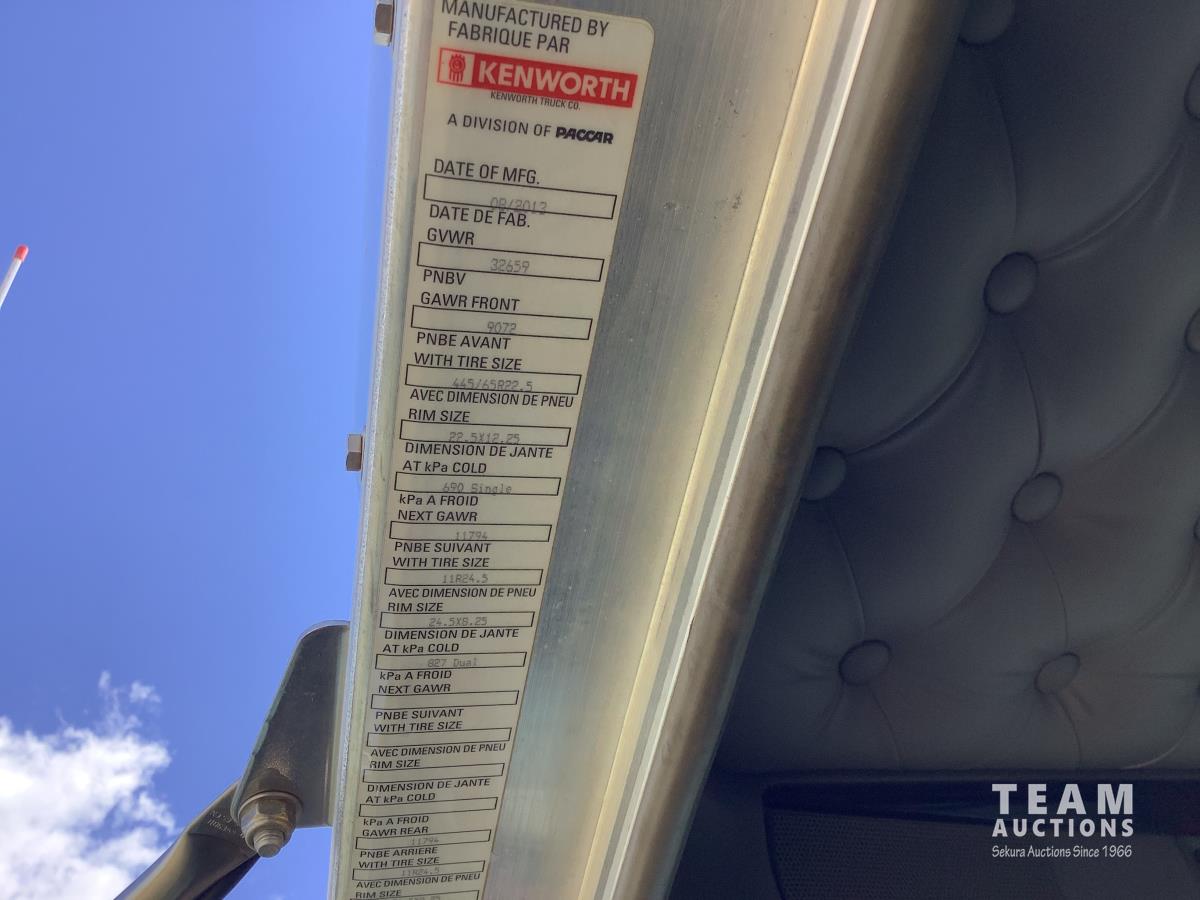 MANUFACTURED BY
FABRIQUE PAR
KENWORTH
KENWORTH TRUCK CO.
A DIVISION OF PACCAR
DATE OF MFG.
08/2013
DATE DE FAB.
GVWR
32659
PNBV
GAWR FRONT
9072
PNBE AVANT
WITH TIRE SIZE
445/65R22.5
AVEC DIMENSION DE PNEU
RIM SIZE
22.5X12.25
DIMENSION DE JANTE
AT kPa COLD
690 Single
kPa A FROID
NEXT GAWR
11794
PNBE SUIVANT
WITH TIRE SIZE
11R24.5
AVEC DIMENSION DE PNEU
RIM SIZE
24.5X8.25
DIMENSION DE JANTE
AT kPa COLD
827 Dual
kPa A FROID
NEXT GAWR
PNBE SUIVANT
WITH TIRE SIZE
AVEC DIMENSION DE PNEU
RIM SIZE
DIMENSION DE JANTE
AT kPa COLD
kPa A FROID
GAWR REAR
11794
PNBE ARRIERE
WITH TIRE SIZE
11R24.5
AVEC DIMENSION DE PNEU
RIM SIZE
TEAM
AUCTIONS
Sekura Auctions Since 1966